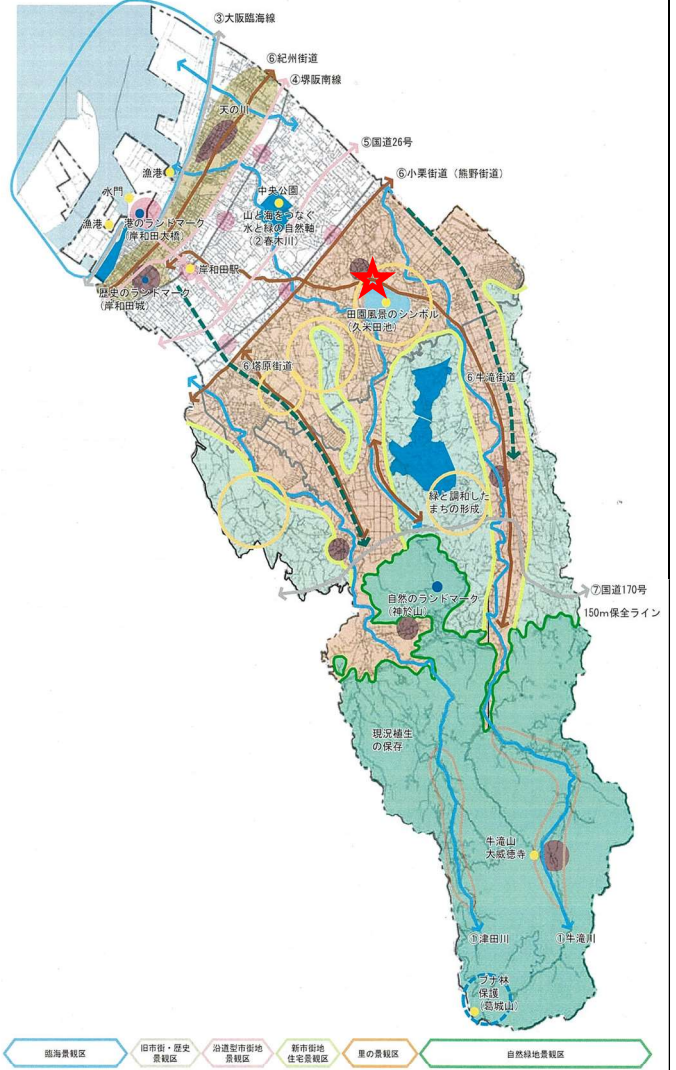 ③大阪臨海線
⑥紀州街道
④堺阪南線
天の川
⑤国道26号
漁港
⑥小栗街道（熊野街道）
水門
中央公園
漁港
港のランドマーク
（岸和田大橋）
山と海をつなぐ
水と緑の自然軸
（②春木川）
岸和田駅
歴史のランドマーク
（岸和田城）
田園風景のシンボル
（久米田池）
6 塔原街道
6 牛滝街道
緑と調和した
まちの形成
⑦国道170号
自然のランドマーク
（神於山）
150m保全ライン
現況植生
の保存
牛滝山
大威徳寺
①津田川
①牛滝川
ブナ林
保護
（葛城山）
臨海景観区
旧市街・歴史
景観区
沿道型市街地
景観区
新市街地
住宅景観区
里の景観区
自然緑地景観区